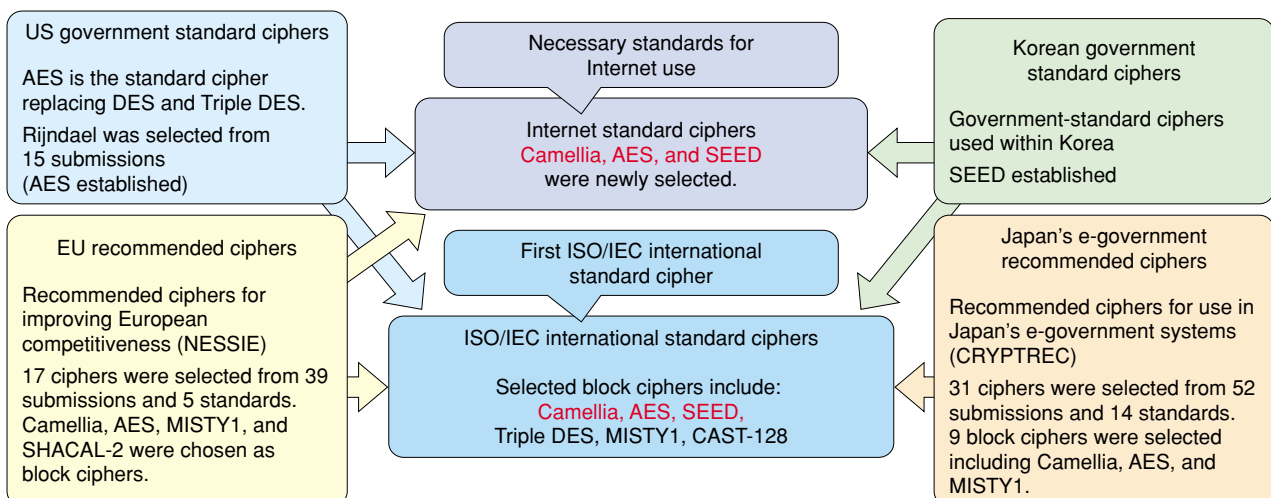 US government standard ciphers
AES is the standard cipher
replacing DES and Triple DES.
Rijndael was selected from
15 submissions
(AES established)
Necessary standards for
Internet use
Internet standard ciphers
Camellia, AES, and SEED
were newly selected.
Korean government
standard ciphers
Government-standard ciphers
used within Korea
SEED established
EU recommended ciphers
Recommended ciphers for
improving European
competitiveness (NESSIE)
17 ciphers were selected from 39
submissions and 5 standards.
Camellia, AES, MISTY1, and
SHACAL-2 were chosen as
block ciphers.
First ISO/IEC international
standard cipher
ISO/IEC international standard ciphers
Selected block ciphers include:
Camellia, AES, SEED,
Triple DES, MISTY1, CAST-128
Japan's e-government
recommended ciphers
Recommended ciphers for use in
Japan's e-government systems
(CRYPTREC)
31 ciphers were selected from 52
submissions and 14 standards.
9 block ciphers were selected
including Camellia, AES, and
MISTY1.